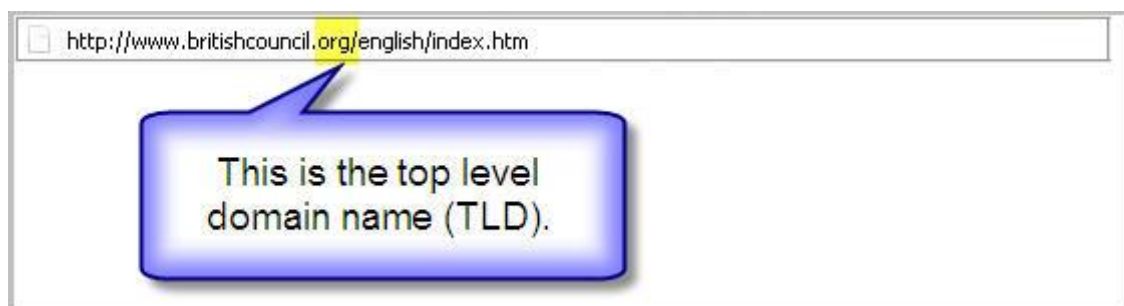 http://www.britishcouncil.org/english/index.htm
This is the top level
domain name (TLD).